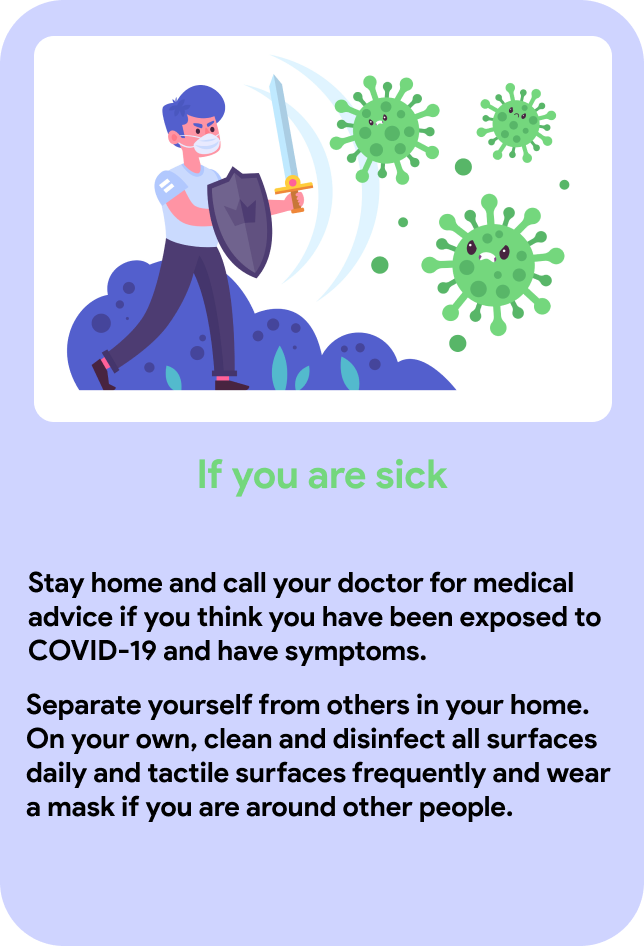 If you are sick
Stay home and call your doctor for medical
advice if you think you have been exposed to
COVID-19 and have symptoms.
Separate yourself from others in your home.
On your own, clean and disinfect all surfaces
daily and tactile surfaces frequently and wear
a mask if you are around other people.